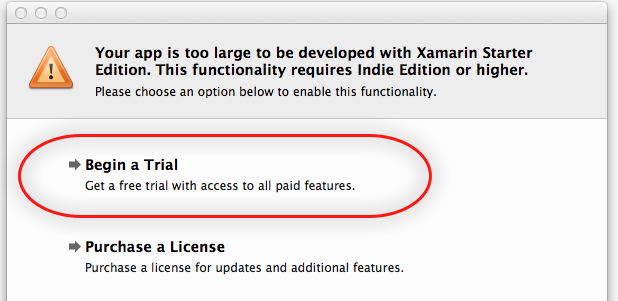 Your app is too large to be developed with Xamarin Starter
Edition. This functionality requires Indie Edition or higher.
Please choose an option below to enable this functionality.
Begin a Trial
Get a free trial with access to all paid features.
Purchase a License
Purchase a license for updates and additional features.